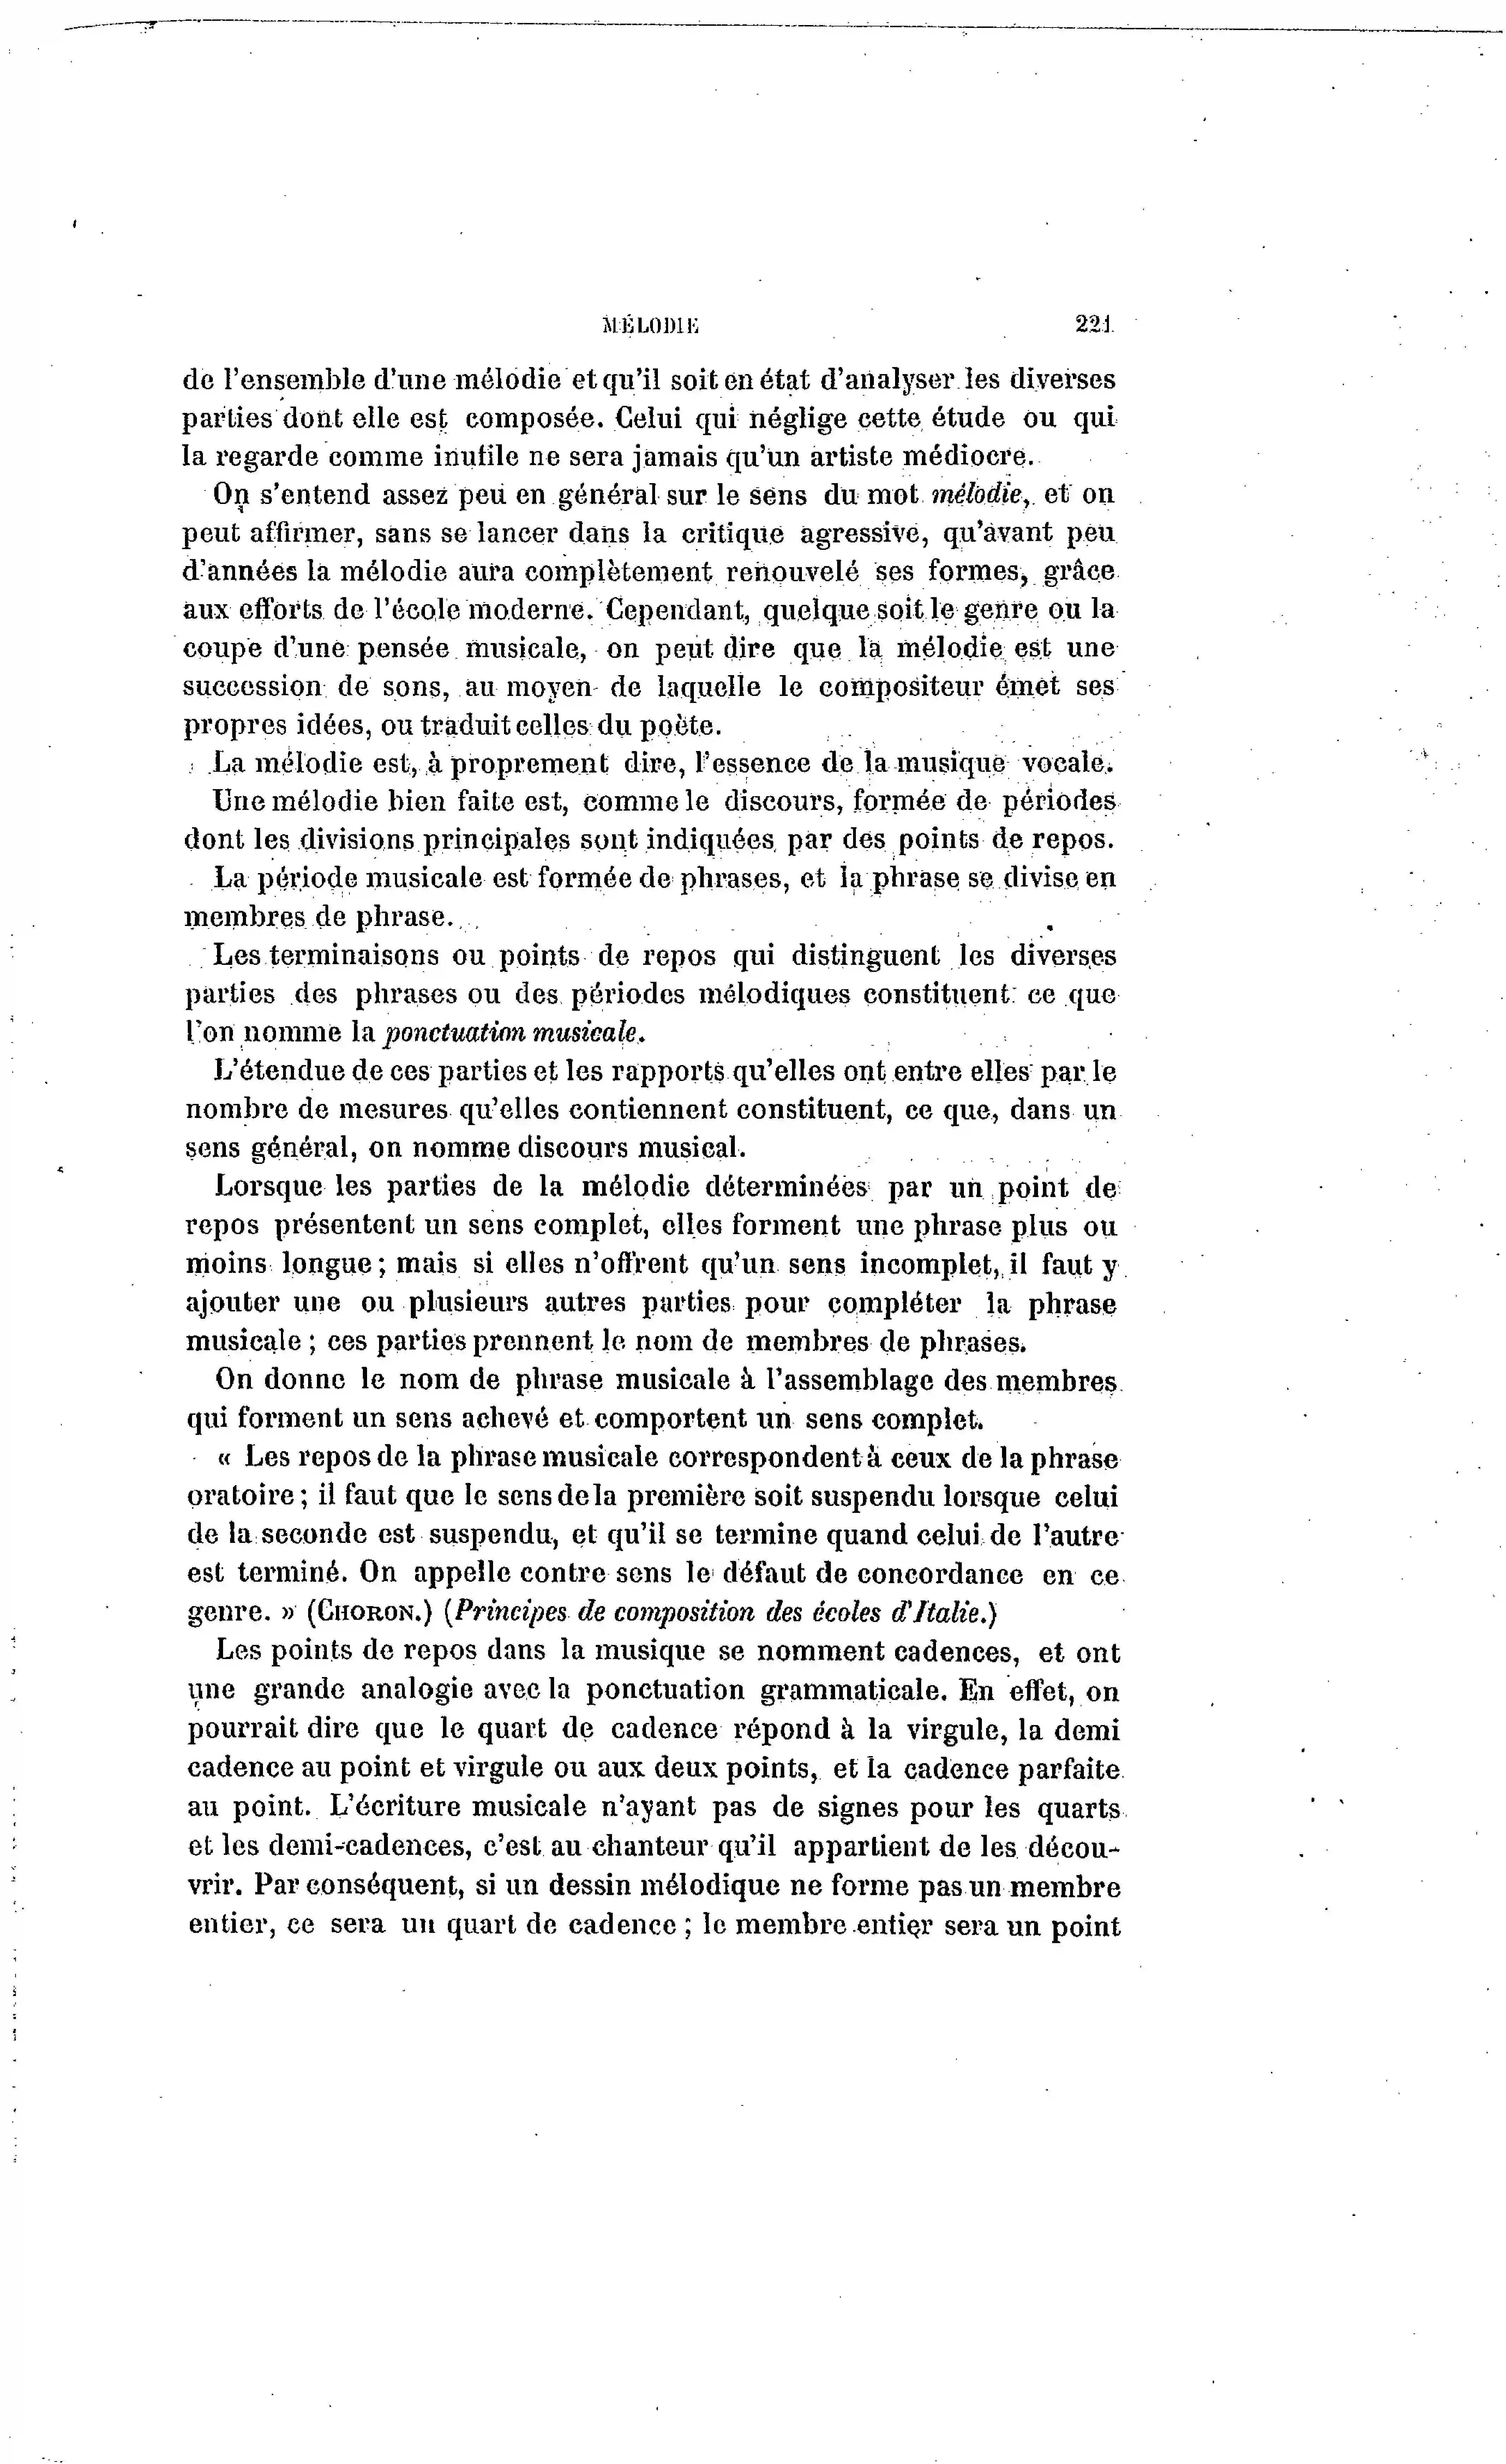 MÉLODIE 221
de l'ensemble d'une mélodie et qu'il soit en état d'analyser les diverses
parties dont elle est composée. Celui qui néglige cette étude ou qui
la regarde comme inutile ne sera jamais qu'un artiste médiocre.
On s'entend assez peu en général sur le sens du mot mélodie, et on
peut affirmer, sans se lancer dans la critique agressive, qu'avant peu
d'années la mélodie aura complètement renouvelé ses formes, grâce
aux efforts de l'école moderne. Cependant, quelque soit le genre ou la
coupe d'une pensée musicale, on peut dire que la mélodie est une
succession de sons, au moyen de laquelle le compositeur émet ses
propres idées, ou traduit celles du poète.
La mélodie est, à proprement dire, l'essence de la musique vocale.
Une mélodie bien faite est, comme le discours, formée de périodes
dont les divisions principales sont indiquées par des points de repos.
La période musicale est formée de phrases, et la phrase se divise en
membres de phrase.
Les terminaisons ou points de repos qui distinguent les diverses
parties des phrases ou des périodes mélodiques constituent ce que
l'on nomme la ponctuation musicale.
L'étendue de ces parties et les rapports qu'elles ont entre elles par le
nombre de mesures qu'elles contiennent constituent, ce que, dans un
sens général, on nomme discours musical.
Lorsque les parties de la mélodie déterminées par un point de
repos présentent un sens complet, elles forment une phrase plus ou
moins longue ; mais si elles n'offrent qu'un sens incomplet, il faut y
ajouter une ou plusieurs autres parties pour compléter la phrase
musicale ; ces parties prennent le nom de membres de phrases.
On donne le nom de phrase musicale à l'assemblage des membres
qui forment un sens achevé et comportent un sens complet.
« Les repos de la phrase musicale correspondent à ceux de la phrase
oratoire ; il faut que le sens de la première soit suspendu lorsque celui
de la seconde est suspendu, et qu'il se termine quand celui de l'autre
est terminé. On appelle contre sens le défaut de concordance en ce
genre. » (CHORON.) (Principes de composition des écoles d'Italie.)
Les points de repos dans la musique se nomment cadences, et ont
une grande analogie avec la ponctuation grammaticale. En effet, on
pourrait dire que le quart de cadence répond à la virgule, la demi
cadence au point et virgule ou aux deux points, et la cadence parfaite
au point. L'écriture musicale n'ayant pas de signes pour les quarts
et les demi-cadences, c'est au chanteur qu'il appartient de les décou-
vrir. Par conséquent, si un dessin mélodique ne forme pas un membre
entier, ce sera un quart de cadence ; le membre entier sera un point